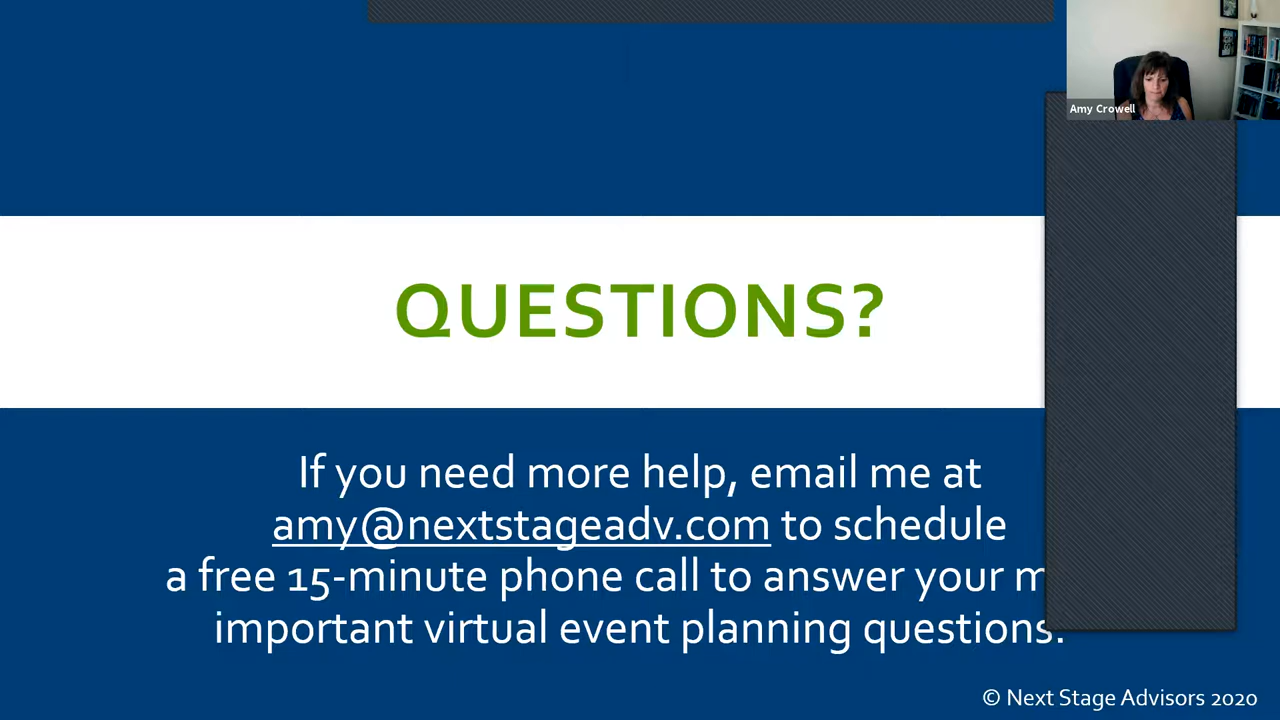 Amy Crowell
QUESTIONS?
If you need more help, email me at
amy@nextstageadv.com to schedule
a free 15-minute phone call to answer your
important virtual event planning questions.
© Next Stage Advisors 2020